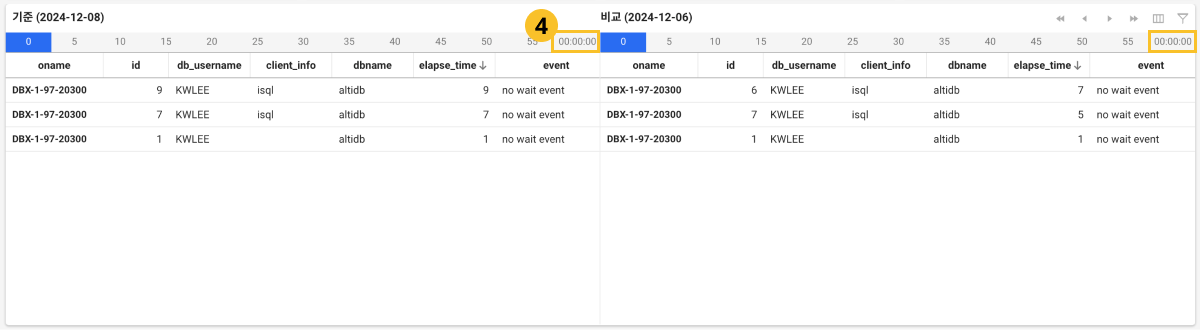 기준 (2024-12-08) 4 비교 (2024-12-06)
0 5 10 15 20 25 30 35 40 45 50 55 00:00:00 0 5 10 15 20 25 30 35 40 45 50 55 00:00:00
oname id db_username client_info dbname elapse_time ↓ event oname id db_username client_info dbname elapse_time ↓ event
DBX-1-97-20300 9 KWLEE isql altidb 9 no wait event DBX-1-97-20300 6 KWLEE isql altidb 7 no wait event
DBX-1-97-20300 7 KWLEE isql altidb 7 no wait event DBX-1-97-20300 7 KWLEE isql altidb 5 no wait event
DBX-1-97-20300 1 KWLEE altidb 1 no wait event DBX-1-97-20300 1 KWLEE altidb 1 no wait event